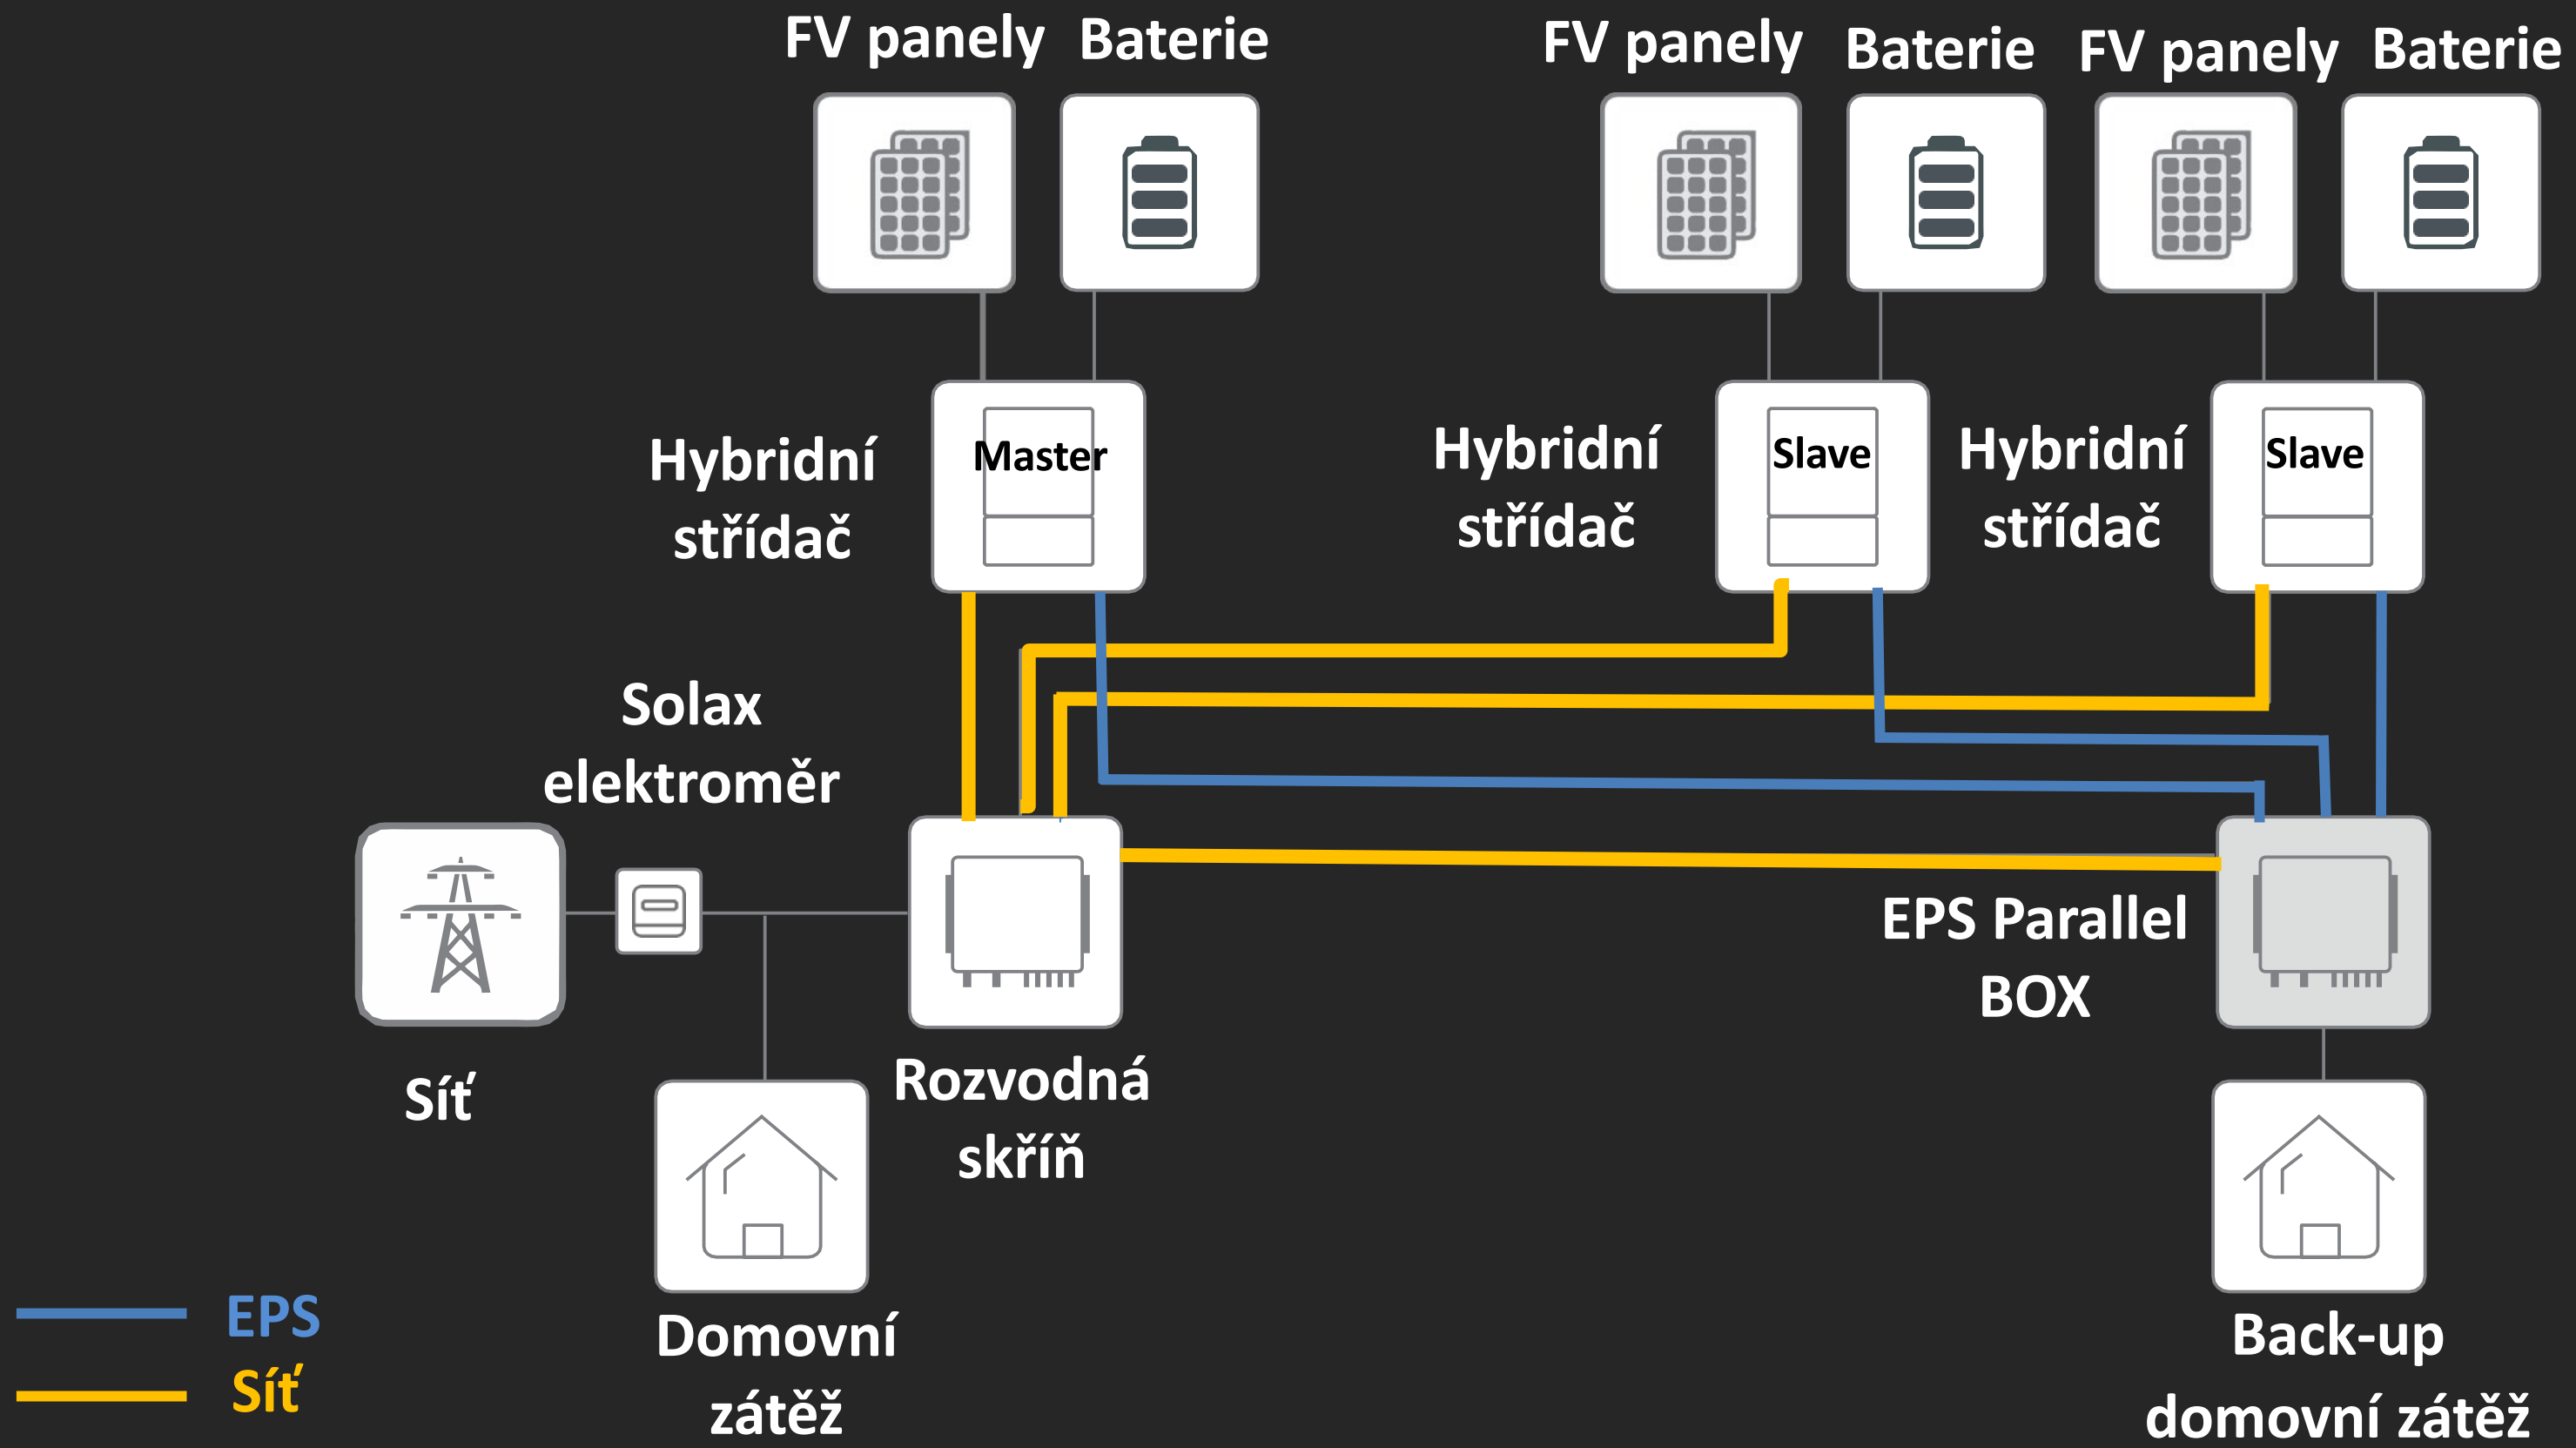 FV panely
Baterie
FV panely
Baterie
FV panely
Baterie
Hybridní
střídač
Master
Hybridní
střídač
Slave
Hybridní
střídač
Slave
Solax
elektroměr
EPS Parallel
BOX
Síť
Rozvodná
skříň
EPS
Síť
Domovní
zátěž
Back-up
domovní zátěž